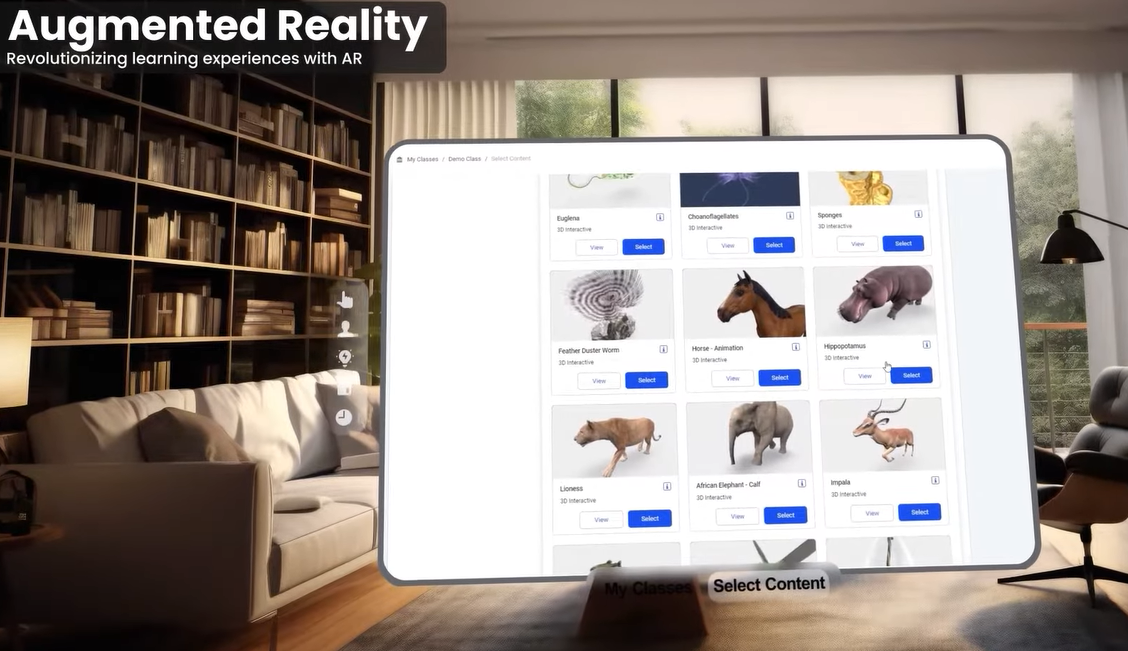 Augmented Reality
Revolutionizing learning experiences with AR
My Classes / Demo Class / Select Content
Euglena
3D Interactive
View Select
Choanoflagellates
3D Interactive
View Select
Sponges
3D Interactive
View Select
Feather Duster Worm
3D Interactive
View Select
Horse - Animation
3D Interactive
View Select
Hippopotamus
3D Interactive
View Select
Lioness
3D Interactive
View Select
African Elephant - Calf
3D Interactive
View Select
Impala
3D Interactive
View Select
My Classes
Select Content